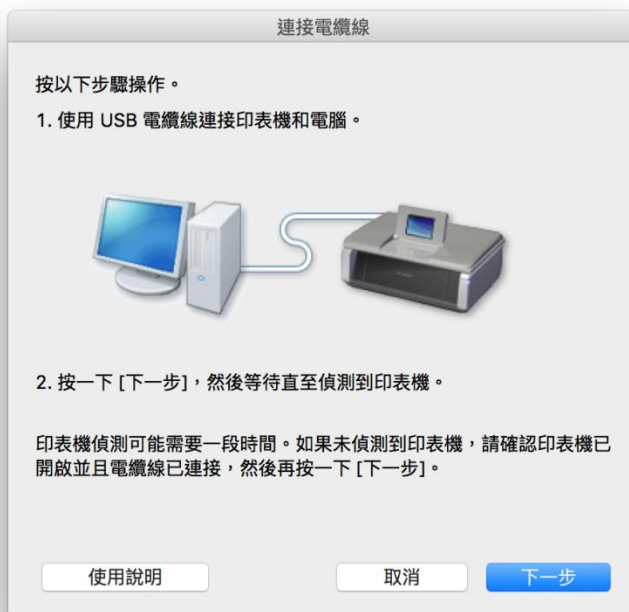 連接電纜線
按以下步驟操作。
1. 使用 USB 電纜線連接印表機和電腦。
2. 按一下 [下一步]，然後等待直至偵測到印表機。
印表機偵測可能需要一段時間。如果未偵測到印表機，請確認印表機已
開啟並且電纜線已連接，然後再按一下 [下一步]。
使用說明
取消
下一步